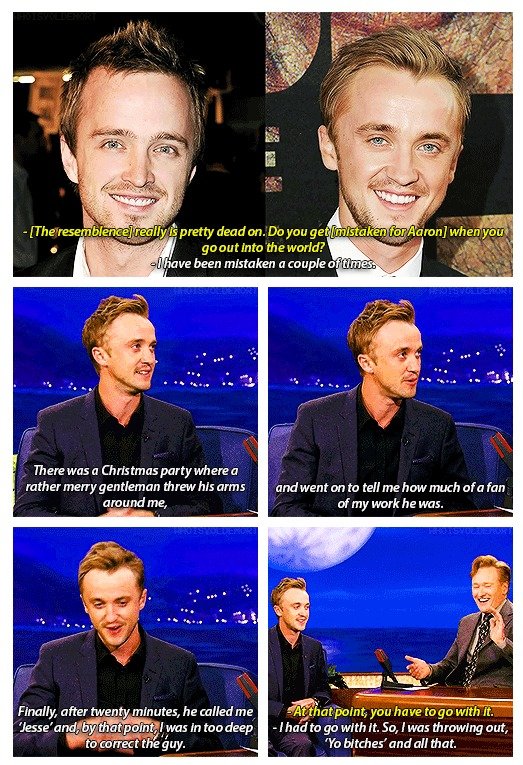 - [The resemblence] really is pretty dead on. Do you get [mistaken for Aaron] when you
go out into the world?
- I have been mistaken a couple of times.
There was a Christmas party where a
rather merry gentleman threw his arms
around me,
and went on to tell me how much of a fan
of my work he was.
Finally, after twenty minutes, he called me
'Jesse' and, by that point, I was in too deep
to correct the guy.
- At that point, you have to go with it.
- I had to go with it. So, I was throwing out,
'Yo bitches' and all that.